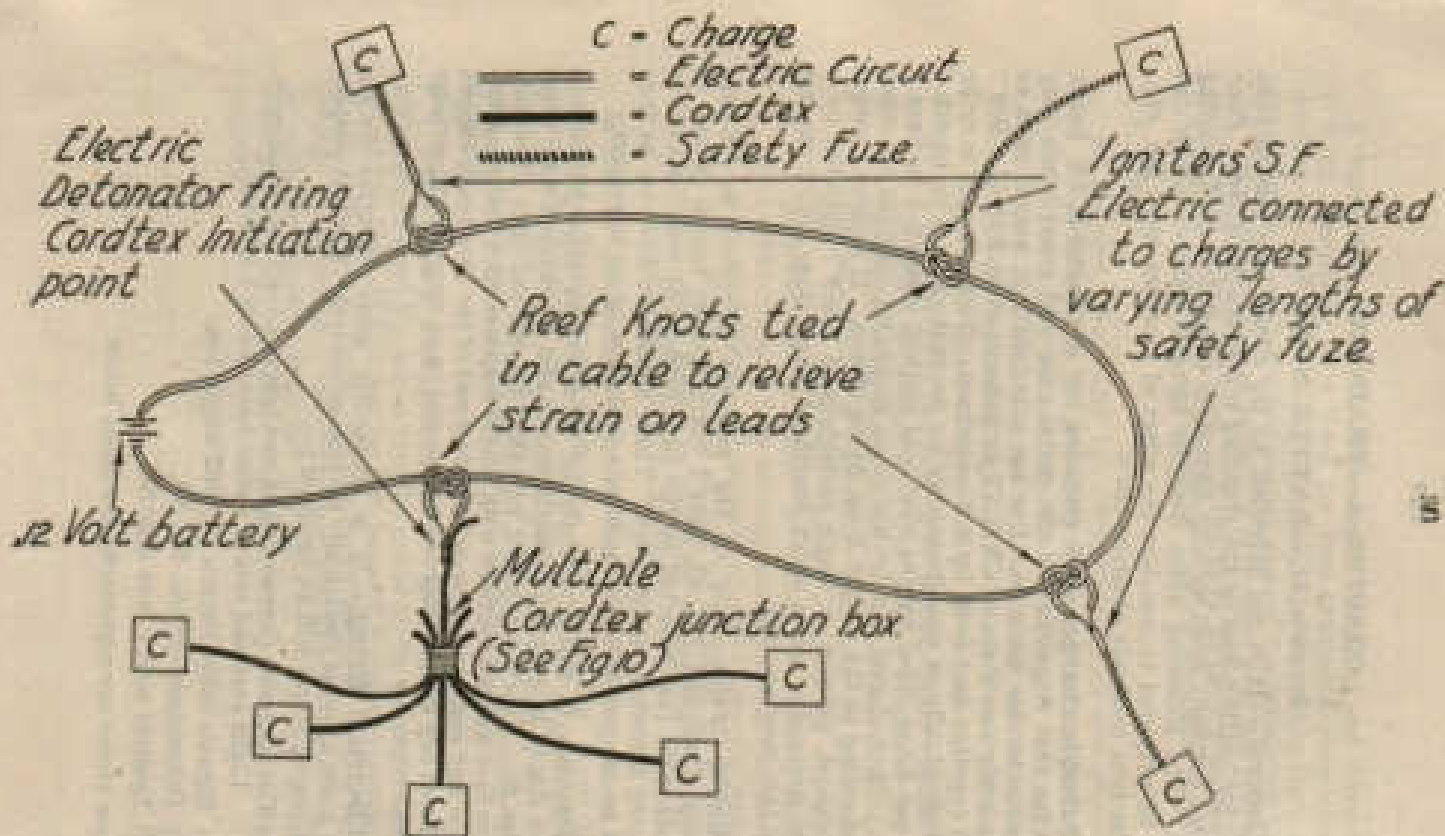 C - Charge
- Electric Circuit
- Cordtex
- Safety Fuze.
Electric
Detonator firing
Cordtex Initiation
point
Igniters S.F.
Electric connected
to charges by
varying lengths of
safety fuze.
Reef Knots tied
in cable to relieve
strain on leads
12 Volt battery
Multiple
Cordtex junction box
(See Fig 10)
C
C
C
C
C
C
C
C